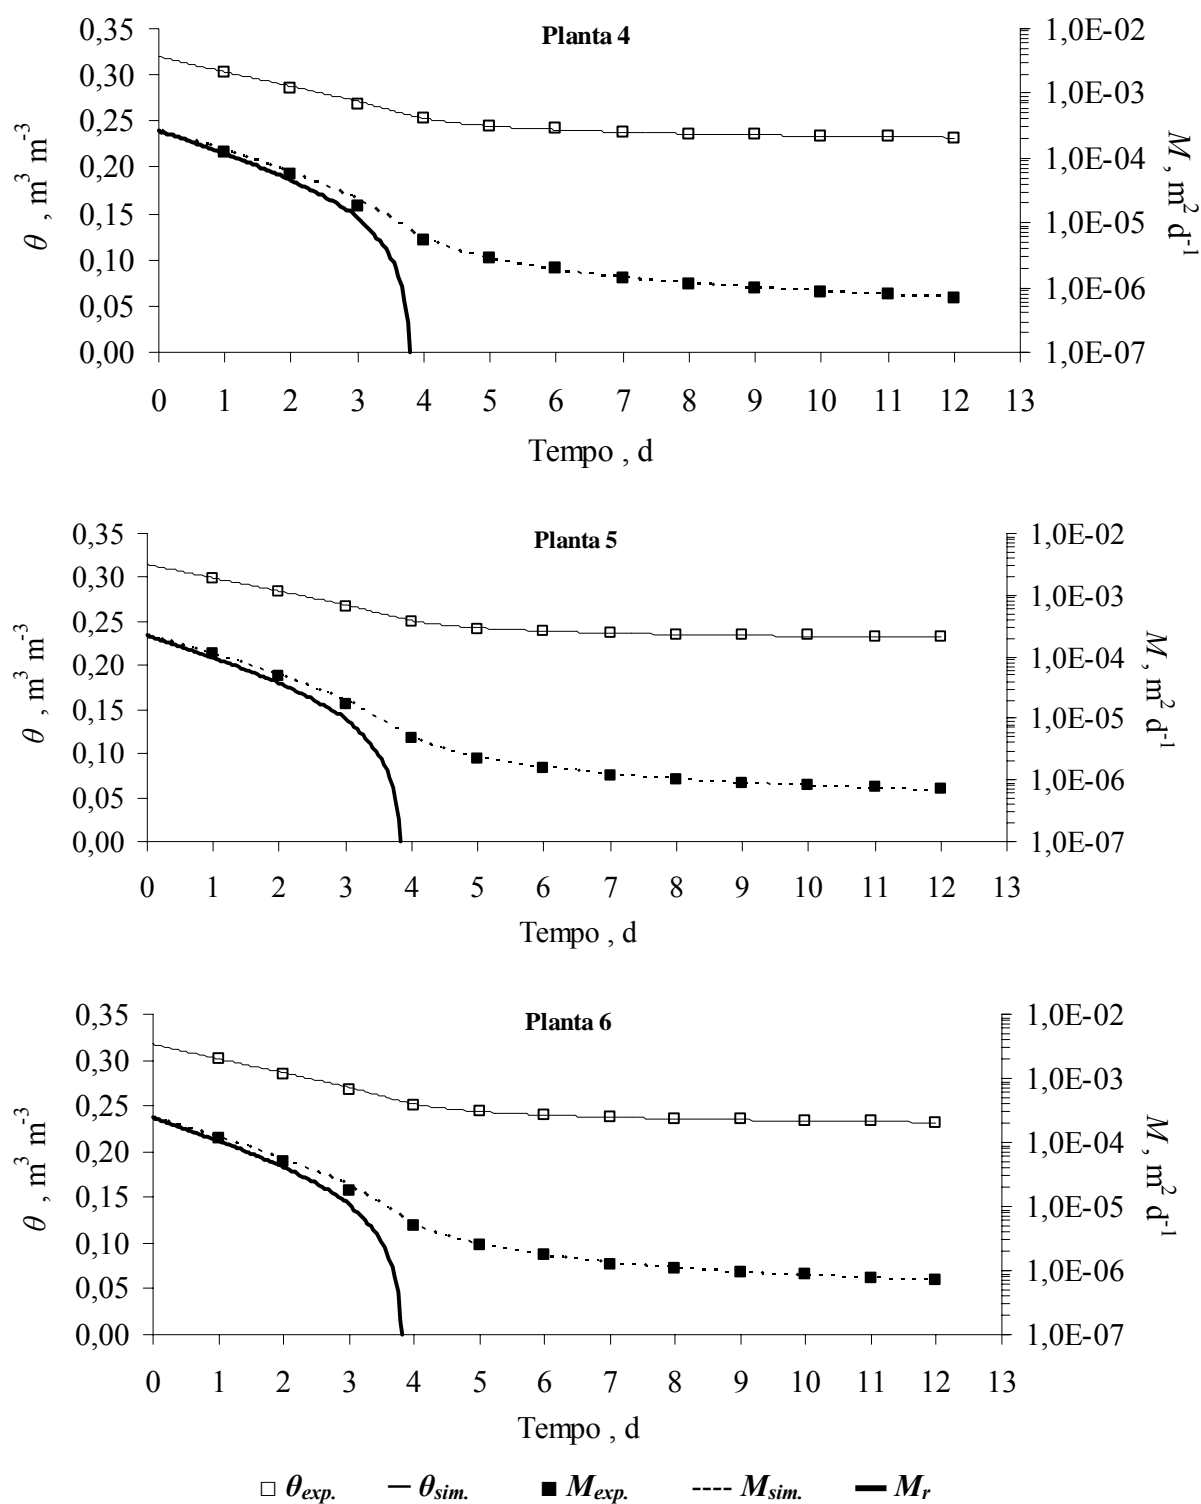 Planta 4
0,35
0,30
0,25
0,20
0,15
0,10
0,05
0,00
θ , m³ m⁻³
1,0E-02
1,0E-03
1,0E-04
1,0E-05
1,0E-06
1,0E-07
M , m² d⁻¹
0 1 2 3 4 5 6 7 8 9 10 11 12 13
Tempo , d
Planta 5
0,35
0,30
0,25
0,20
0,15
0,10
0,05
0,00
θ , m³ m⁻³
1,0E-02
1,0E-03
1,0E-04
1,0E-05
1,0E-06
1,0E-07
M , m² d⁻¹
0 1 2 3 4 5 6 7 8 9 10 11 12 13
Tempo , d
Planta 6
0,35
0,30
0,25
0,20
0,15
0,10
0,05
0,00
θ , m³ m⁻³
1,0E-02
1,0E-03
1,0E-04
1,0E-05
1,0E-06
1,0E-07
M , m² d⁻¹
0 1 2 3 4 5 6 7 8 9 10 11 12 13
Tempo , d
θexp. θsim. Mexp. Msim. Mr